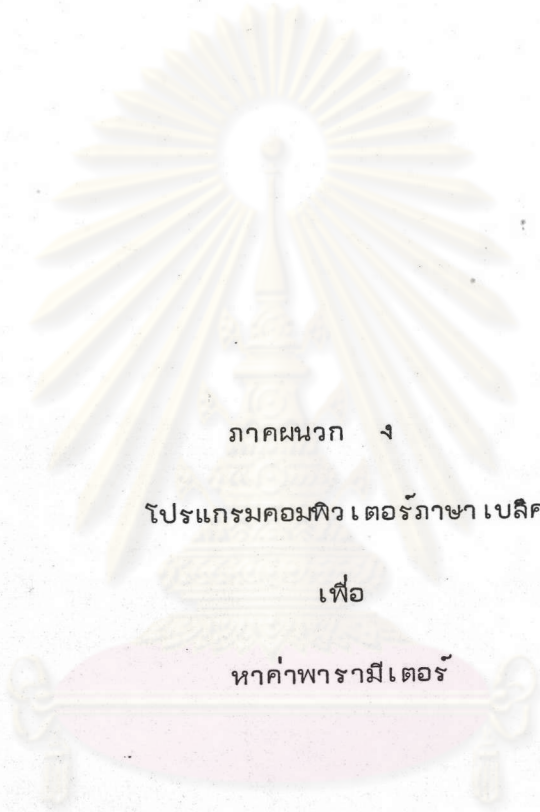 ภาคผนวก ง
โปรแกรมคอมพิวเตอร์ภาษาเบสิค
เพื่อ
หาค่าพารามิเตอร์